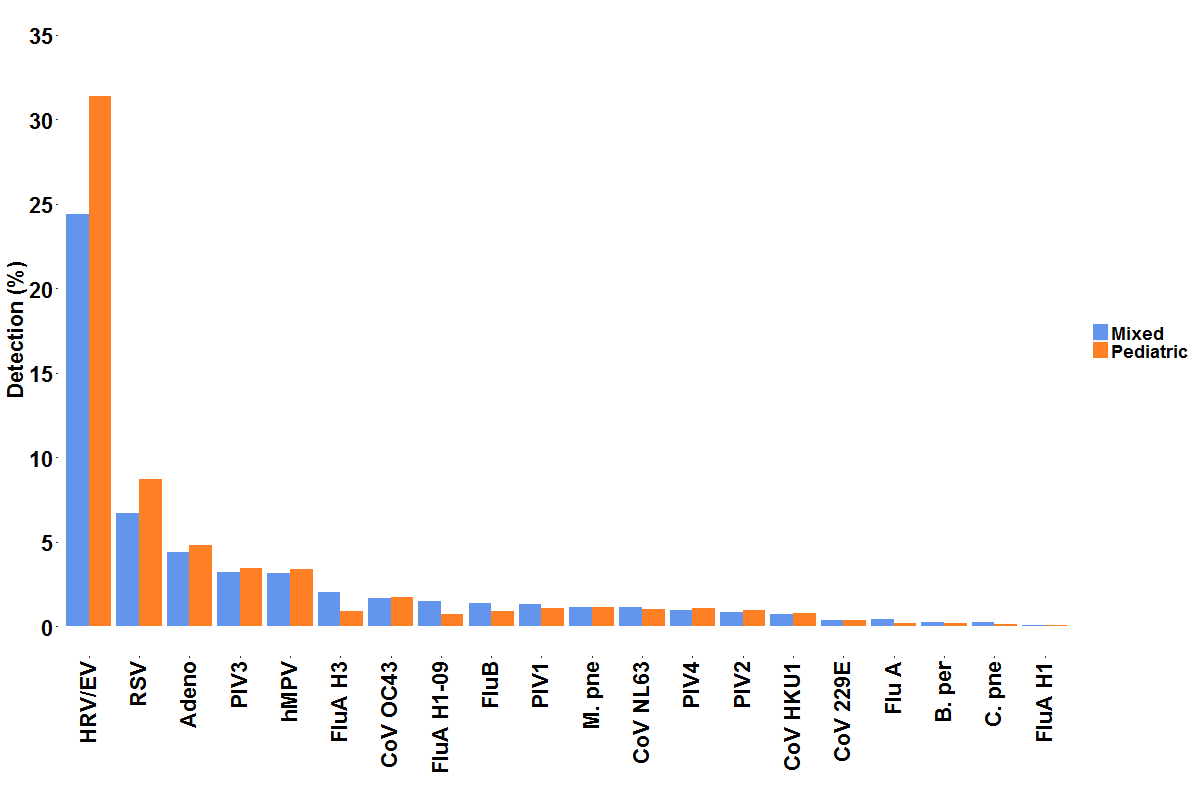 35
30
25
20
15
10
5
0
Detection (%)
HRV/EV
RSV
Adeno
PIV3
hMPV
FluA H3
CoV OC43
FluA H1-09
FluB
PIV1
M. pne
CoV NL63
PIV4
PIV2
CoV HKU1
CoV 229E
Flu A
B. per
C. pne
FluA H1
Mixed
Pediatric